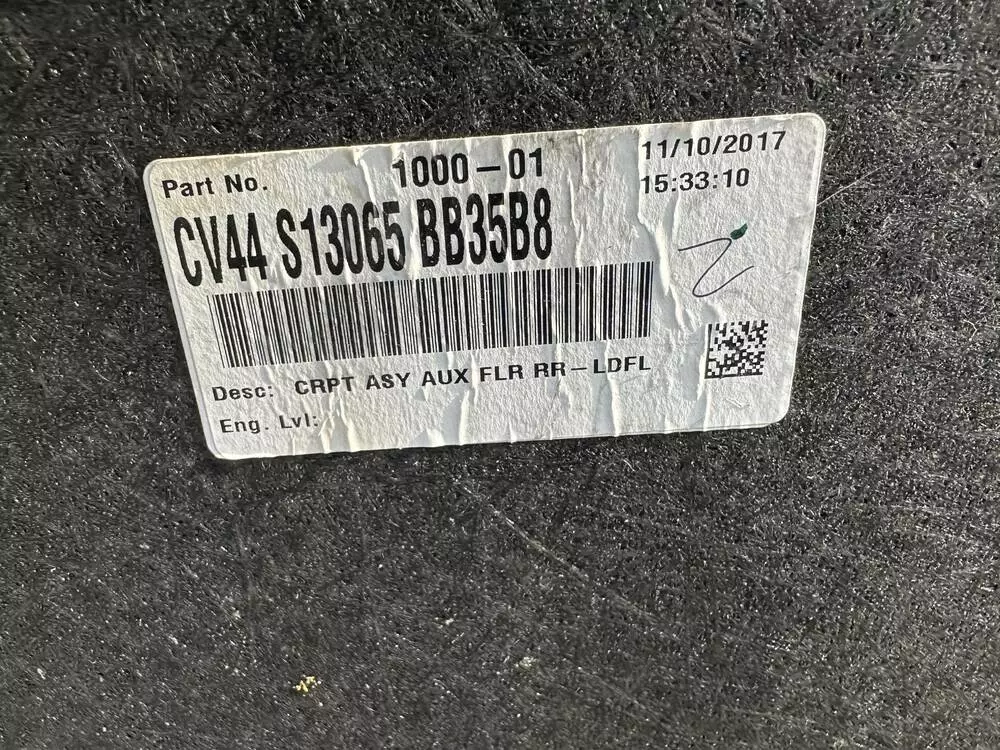 Part No. 1000-01 11/10/2017
15:33:10
CV44 S13065 BB35B8
Desc: CRPT ASY AUX FLR RR-LDFL
Eng. Lvl: